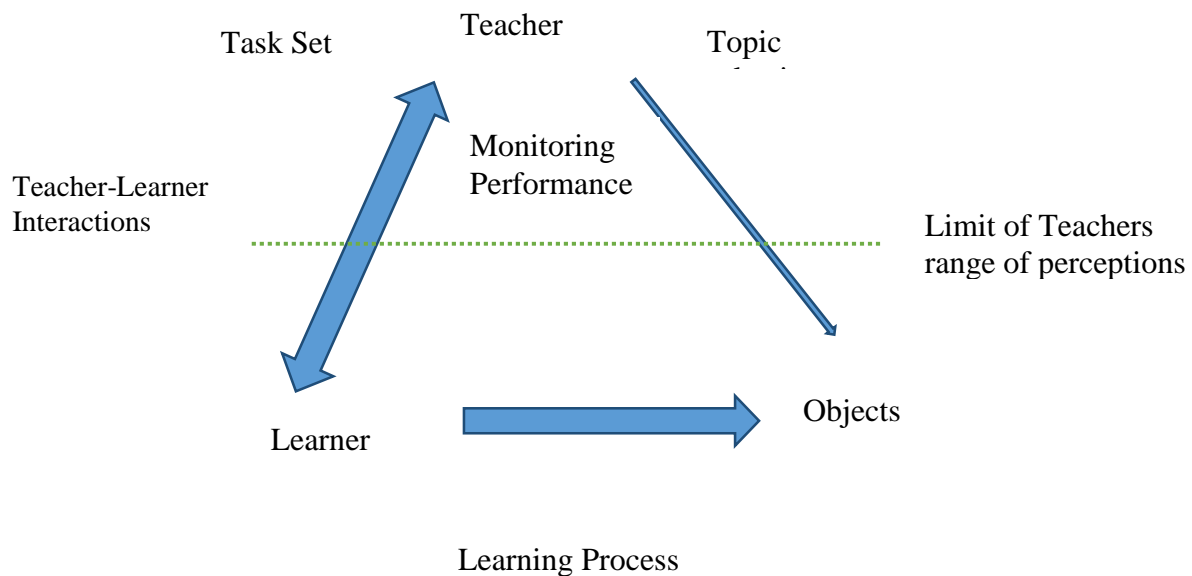 Teacher
Task Set
Topic
Monitoring
Performance
Teacher-Learner
Interactions
Limit of Teachers
range of perceptions
Objects
Learner
Learning Process